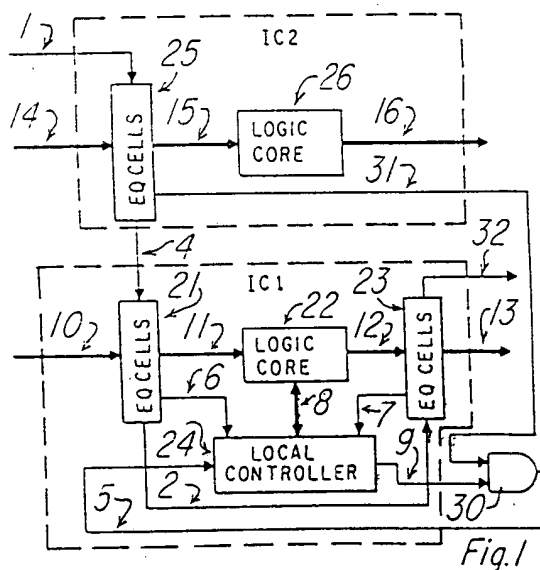 1
IC2
25
26
14
15
LOGIC
CORE
16
EQ CELLS
31
4
32
21
IC1
23
22
10
11
LOGIC
CORE
12
13
EQ CELLS
EQ CELLS
6
8
7
24
LOCAL
CONTROLLER
9
2
5
30
Fig.1